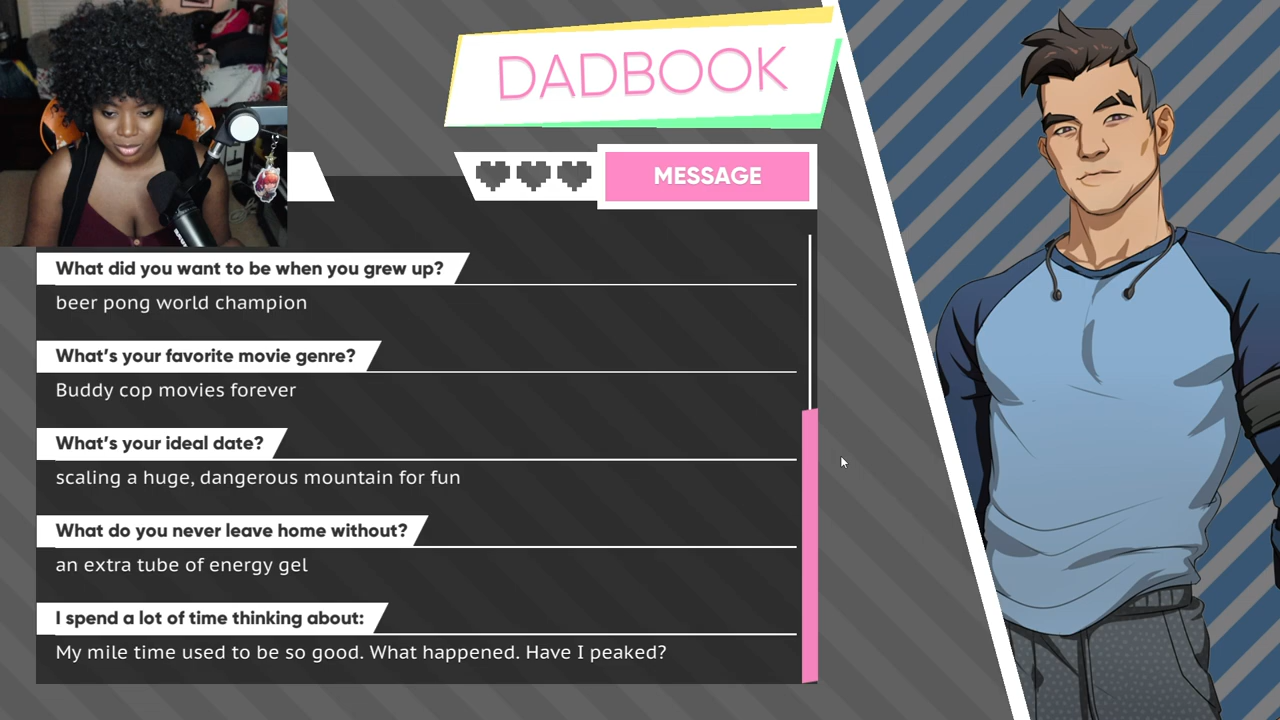 DADBOOK
MESSAGE
What did you want to be when you grew up?
beer pong world champion
What's your favorite movie genre?
Buddy cop movies forever
What's your ideal date?
scaling a huge, dangerous mountain for fun
What do you never leave home without?
an extra tube of energy gel
I spend a lot of time thinking about:
My mile time used to be so good. What happened. Have I peaked?